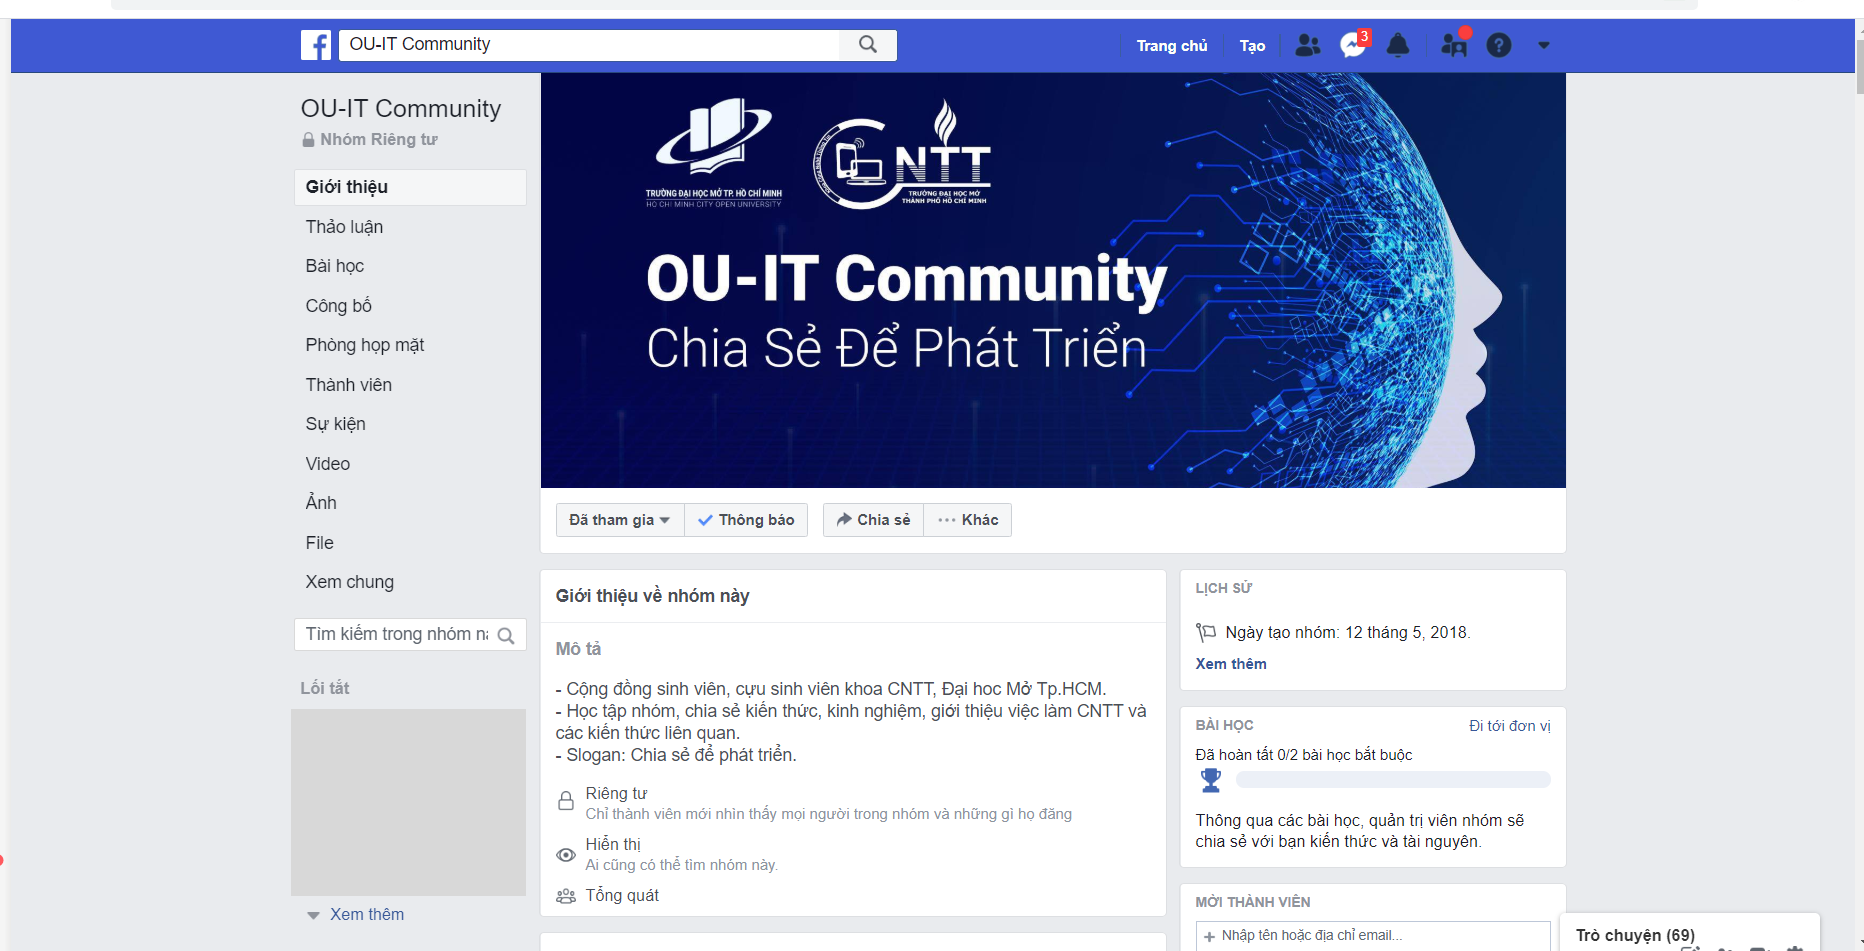 OU-IT Community
Trang chủ
Tạo
3
OU-IT Community
Nhóm Riêng tư
Giới thiệu
Thảo luận
Bài học
Công bố
Phòng họp mặt
Thành viên
Sự kiện
Video
Ảnh
File
Xem chung
Tìm kiếm trong nhóm nà
Lối tắt
Xem thêm
TRƯỜNG ĐẠI HỌC MỞ TP. HỒ CHÍ MINH
HO CHI MINH CITY OPEN UNIVERSITY
CNTT
TRƯỜNG ĐẠI HỌC MỞ
THÀNH PHỐ HỒ CHÍ MINH
OU-IT Community
Chia Sẻ Để Phát Triển
Đã tham gia
Thông báo
Chia sẻ
Khác
Giới thiệu về nhóm này
Mô tả
- Cộng đồng sinh viên, cựu sinh viên khoa CNTT, Đại hoc Mở Tp.HCM.
- Học tập nhóm, chia sẻ kiến thức, kinh nghiệm, giới thiệu việc làm CNTT và
các kiến thức liên quan.
- Slogan: Chia sẻ để phát triển.
Riêng tư
Chỉ thành viên mới nhìn thấy mọi người trong nhóm và những gì họ đăng
Hiển thị
Ai cũng có thể tìm nhóm này.
Tổng quát
LỊCH SỬ
Ngày tạo nhóm: 12 tháng 5, 2018.
Xem thêm
BÀI HỌC
Đi tới đơn vị
Đã hoàn tất 0/2 bài học bắt buộc
Thông qua các bài học, quản trị viên nhóm sẽ
chia sẻ với bạn kiến thức và tài nguyên.
MỜI THÀNH VIÊN
+ Nhập tên hoặc địa chỉ email...
Trò chuyện (69)